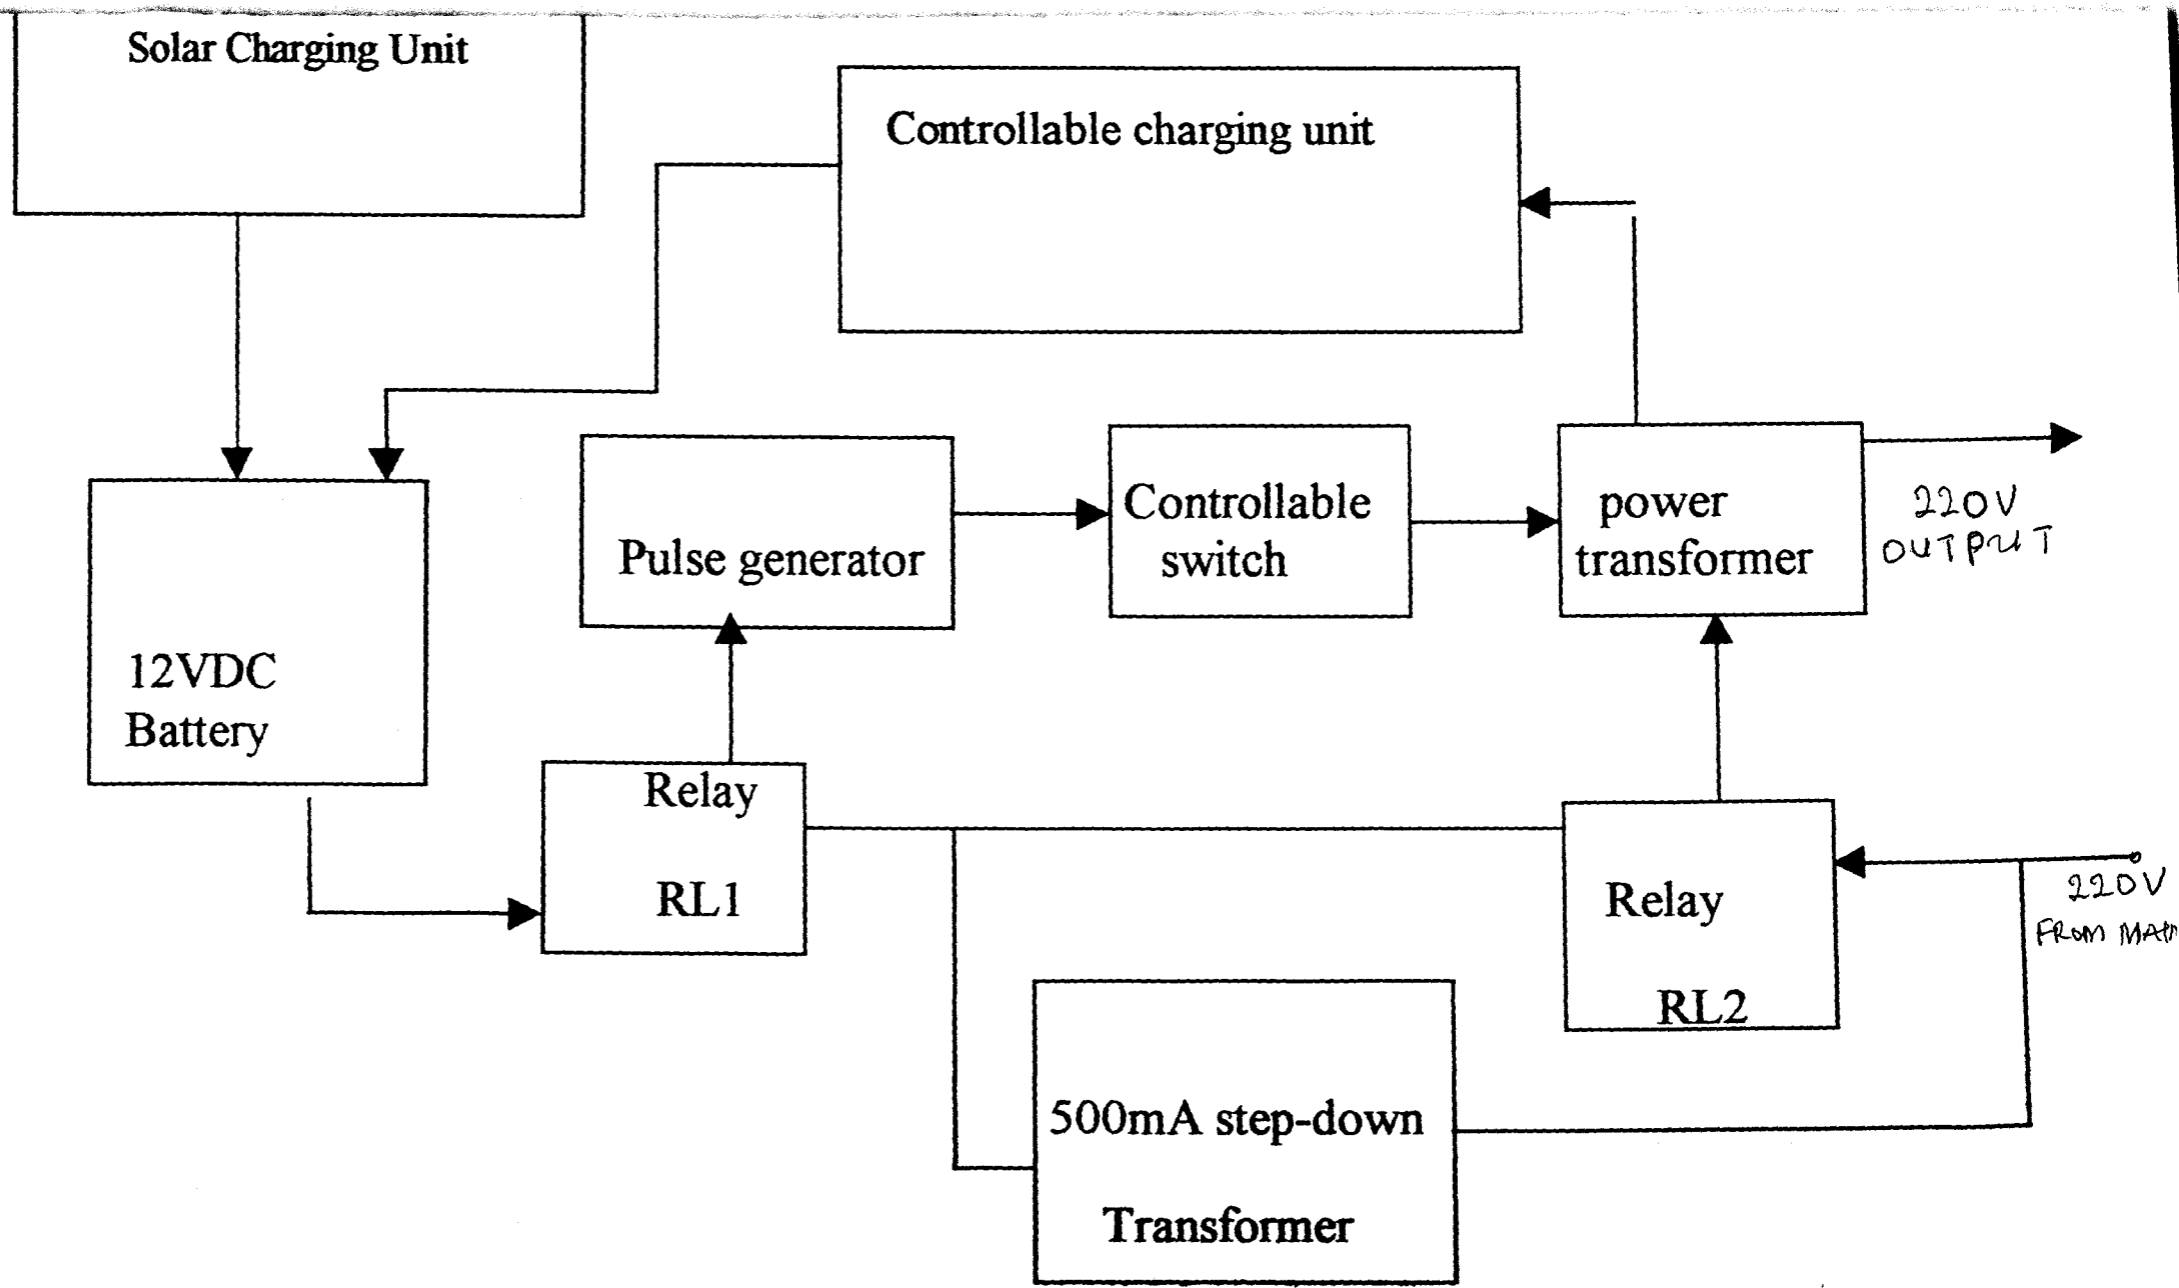 Solar Charging Unit
Controllable charging unit
Pulse generator
Controllable
switch
power
transformer
220V
OUTPUT
12VDC
Battery
Relay
RL1
Relay
RL2
220V
FROM
500mA step-down
Transformer